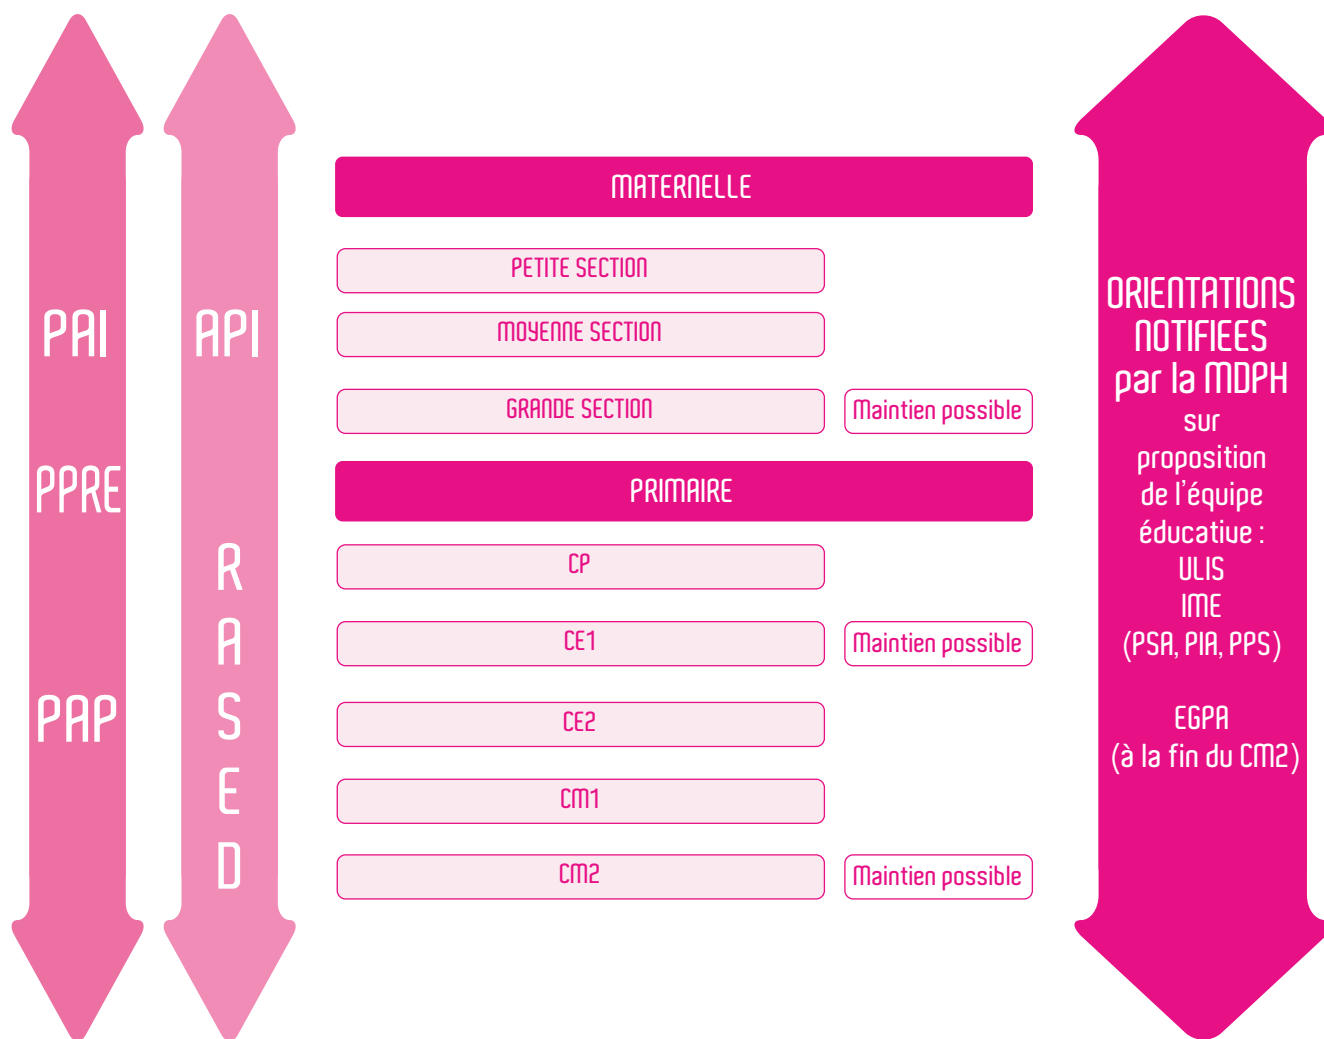 PAI
PPRE
PAP
API
R
A
S
E
D
MATERNELLE
PETITE SECTION
MOYENNE SECTION
GRANDE SECTION
Maintien possible
PRIMAIRE
CP
CE1
Maintien possible
CE2
CM1
CM2
Maintien possible
ORIENTATIONS
NOTIFIEES
par la MDPH
sur
proposition
de l'équipe
éducative :
ULIS
IME
(PSA, PIA, PPS)
EGPA
(à la fin du CM2)